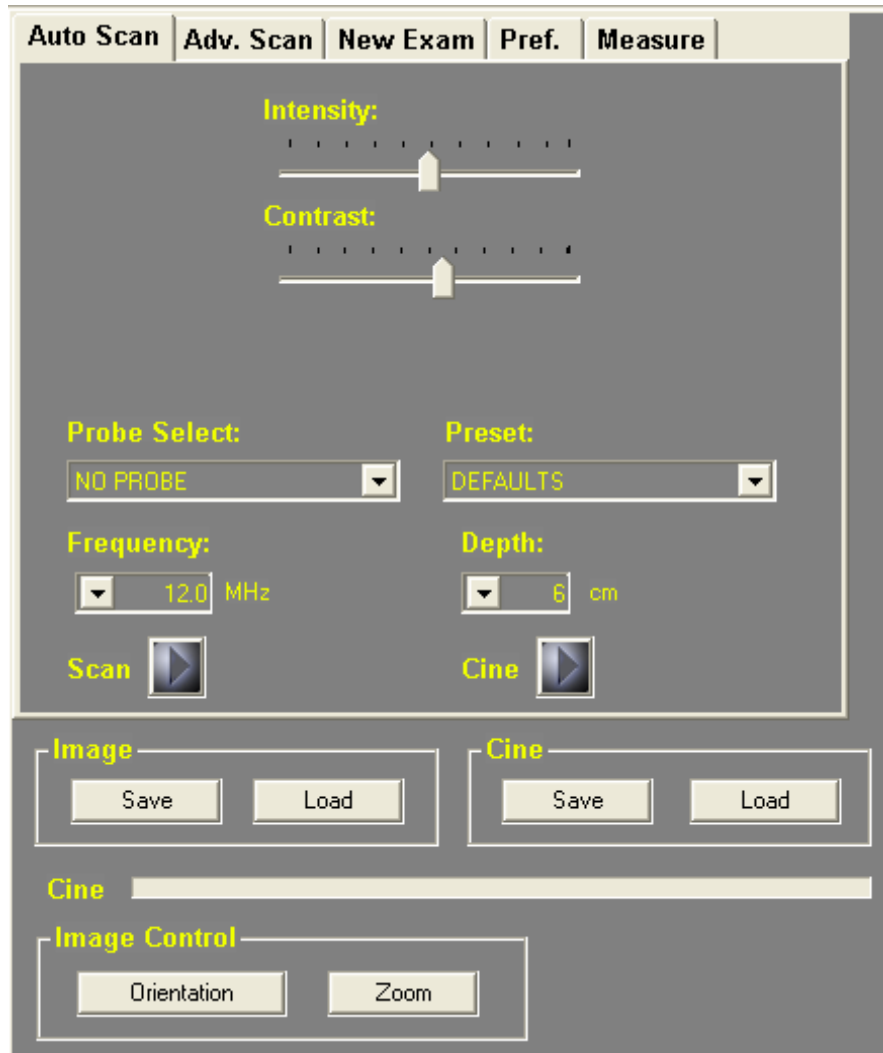 Auto Scan Adv. Scan New Exam Pref. Measure
Intensity:
Contrast:
Probe Select: Preset:
NO PROBE DEFAULTS
Frequency: Depth:
12.0 MHz 6 cm
Scan Cine
Image Cine
Save Load Save Load
Cine
Image Control
Orientation Zoom